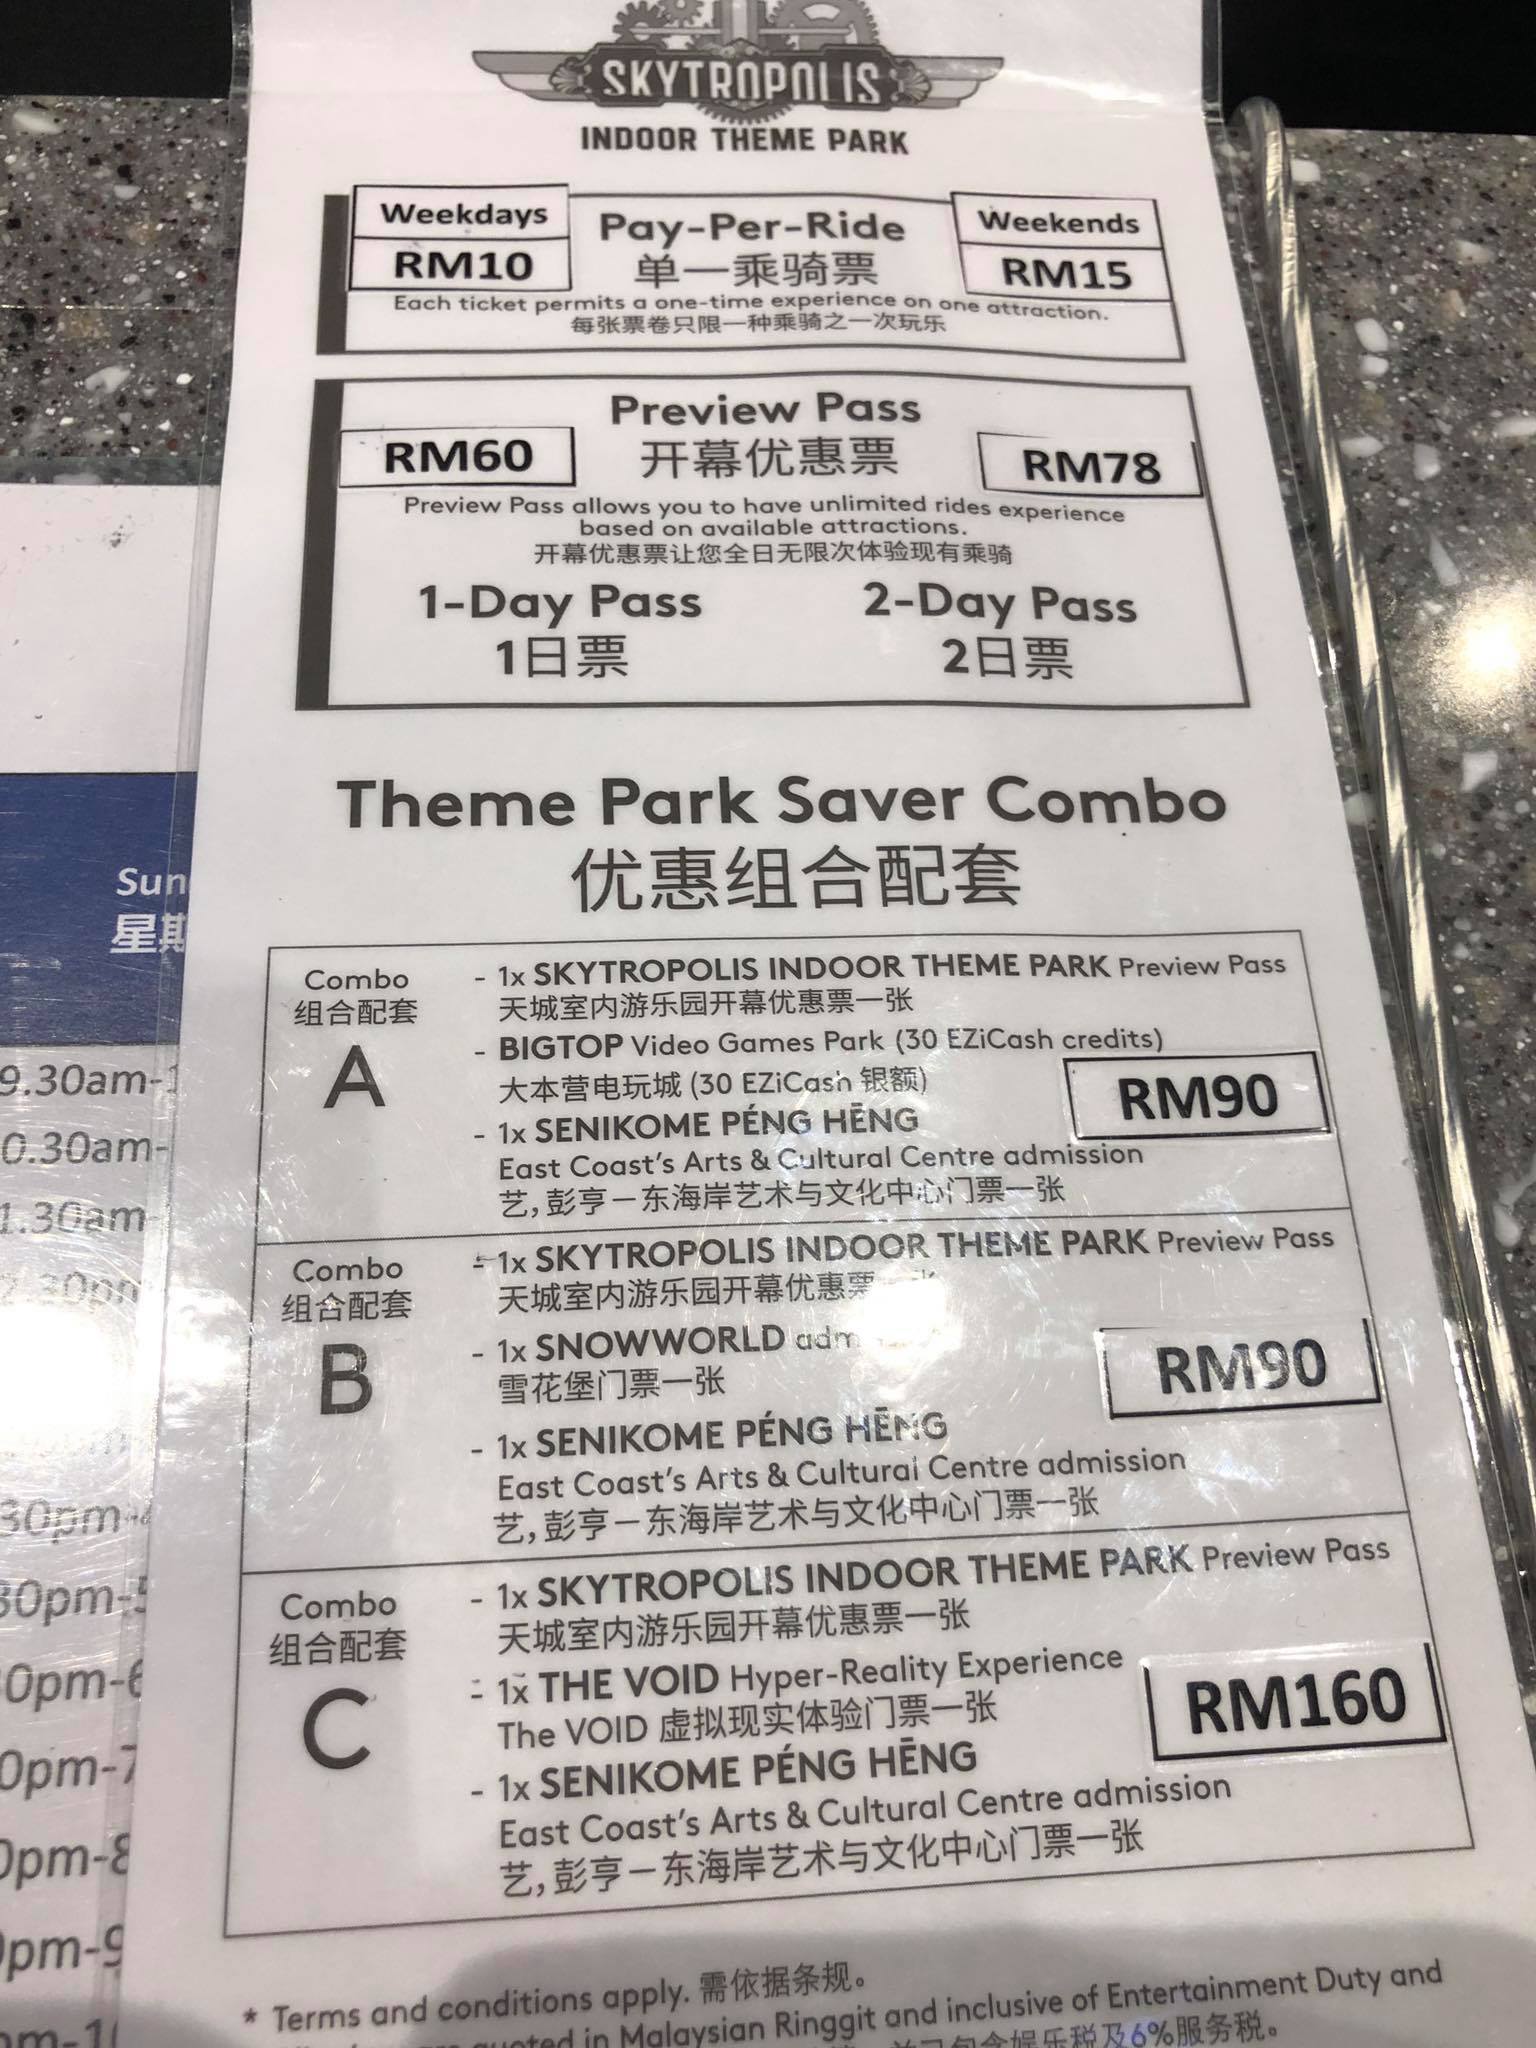 SKYTROPOLIS
INDOOR THEME PARK
Weekdays
RM10
Pay-Per-Ride
单一乘骑票
Weekends
RM15
Each ticket permits a one-time experience on one attraction.
每张票卷只限一种乘骑之一次玩乐
Preview Pass
RM60
开幕优惠票
RM78
Preview Pass allows you to have unlimited rides experience
based on available attractions.
开幕优惠票让您全日无限次体验现有乘骑
1-Day Pass
1日票
2-Day Pass
2日票
Theme Park Saver Combo
优惠组合配套
Combo
组合配套
A
- 1x SKYTROPOLIS INDOOR THEME PARK Preview Pass
天城室内游乐园开幕优惠票一张
- BIGTOP Video Games Park (30 EZiCash credits)
大本营电玩城 (30 EZiCash 银额)
RM90
- 1x SENIKOME PÉNG HĒNG
East Coast's Arts & Cultural Centre admission
艺,彭亨－东海岸艺术与文化中心门票一张
Combo
组合配套
B
- 1x SKYTROPOLIS INDOOR THEME PARK Preview Pass
天城室内游乐园开幕优惠票一张
- 1x SNOWWORLD adm
雪花堡门票一张
RM90
- 1x SENIKOME PÉNG HĒNG
East Coast's Arts & Cultural Centre admission
艺,彭亨－东海岸艺术与文化中心门票一张
Combo
组合配套
C
- 1x SKYTROPOLIS INDOOR THEME PARK Preview Pass
天城室内游乐园开幕优惠票一张
- 1x THE VOID Hyper-Reality Experience
The VOID 虚拟现实体验门票一张
RM160
- 1x SENIKOME PÉNG HĒNG
East Coast's Arts & Cultural Centre admission
艺,彭亨－东海岸艺术与文化中心门票一张
* Terms and conditions apply. 需依据条规。
quoted in Malaysian Ringgit and inclusive of Entertainment Duty and
包含娱乐税及6%服务税。
Sun
星期
9.30am-1
0.30am-
1.30am-
30pm-
30pm-5
0pm-6
0pm-7
0pm-8
0pm-9
pm-10